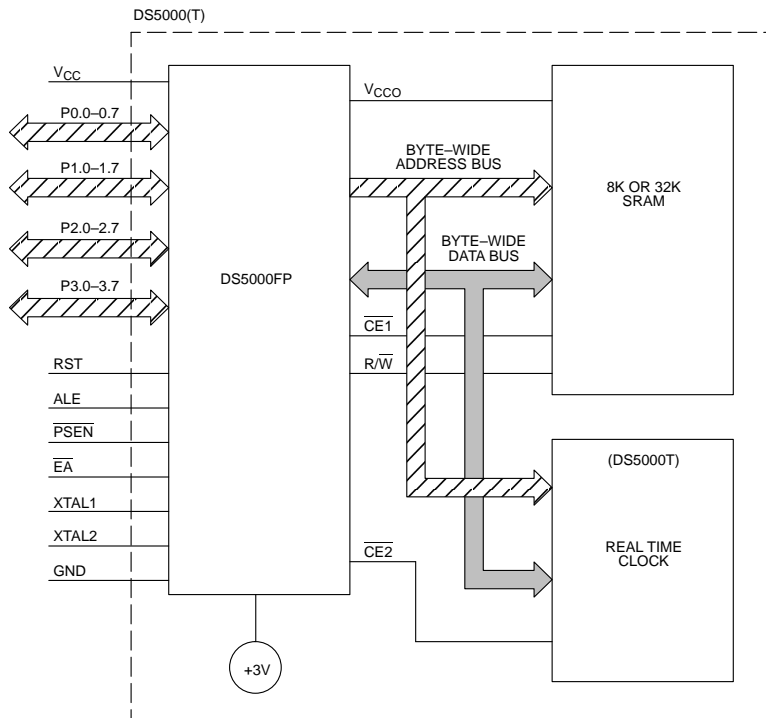 DS5000(T)
VCC
P0.0–0.7
P1.0–1.7
P2.0–2.7
P3.0–3.7
RST
ALE
PSEN
EA
XTAL1
XTAL2
GND
DS5000FP
+3V
VCCO
BYTE–WIDE
ADDRESS BUS
BYTE–WIDE
DATA BUS
CE1
R/W
CE2
8K OR 32K
SRAM
(DS5000T)
REAL TIME
CLOCK